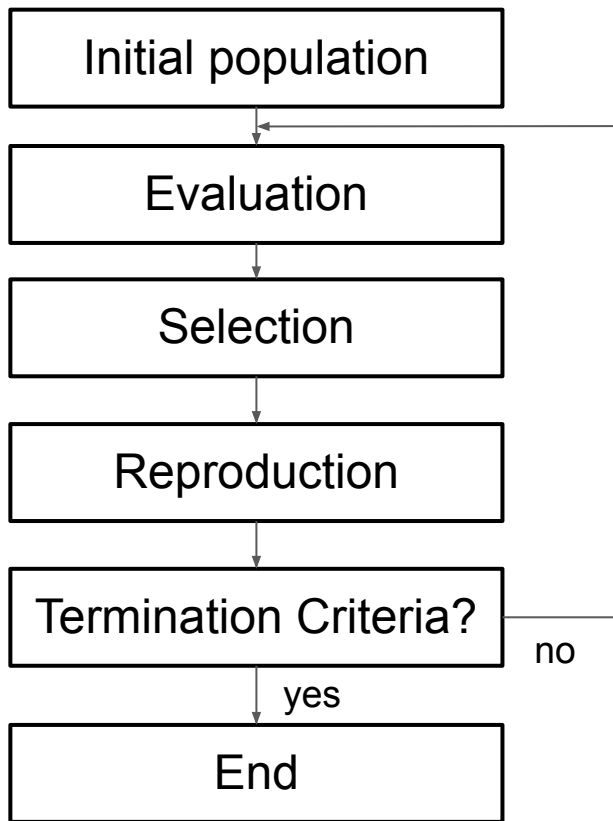 Initial population
Evaluation
Selection
Reproduction
Termination Criteria?
no
yes
End